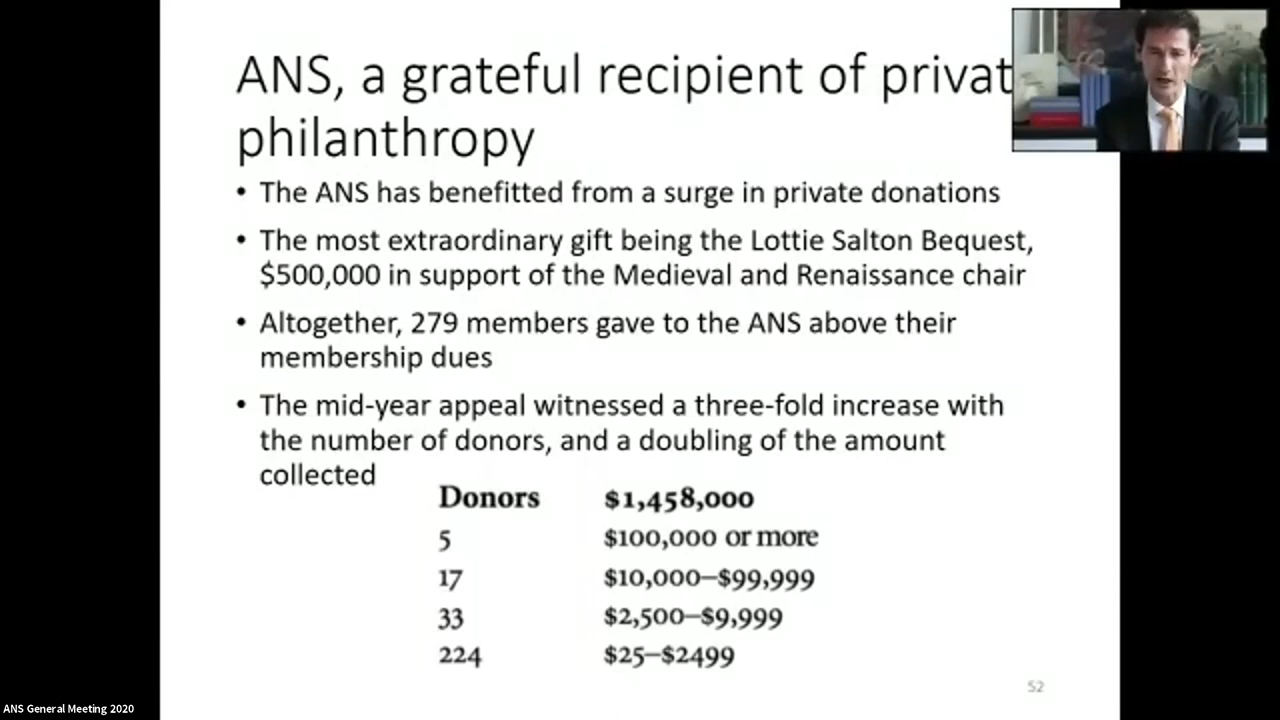 ANS, a grateful recipient of privat
philanthropy
• The ANS has benefitted from a surge in private donations
• The most extraordinary gift being the Lottie Salton Bequest,
$500,000 in support of the Medieval and Renaissance chair
• Altogether, 279 members gave to the ANS above their
membership dues
• The mid-year appeal witnessed a three-fold increase with
the number of donors, and a doubling of the amount
collected
Donors $1,458,000
5 $100,000 or more
17 $10,000–$99,999
33 $2,500–$9,999
224 $25–$2499
52
ANS General Meeting 2020